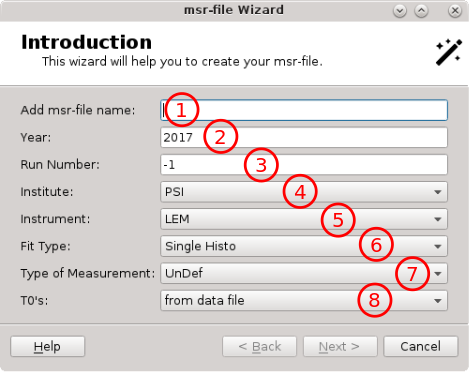 msr-file Wizard
Introduction
This wizard will help you to create your msr-file.
Add msr-file name: 1
Year: 2017 2
Run Number: -1 3
Institute: PSI 4
Instrument: LEM 5
Fit Type: Single Histo 6
Type of Measurement: UnDef 7
T0's: from data file 8
Help < Back Next > Cancel